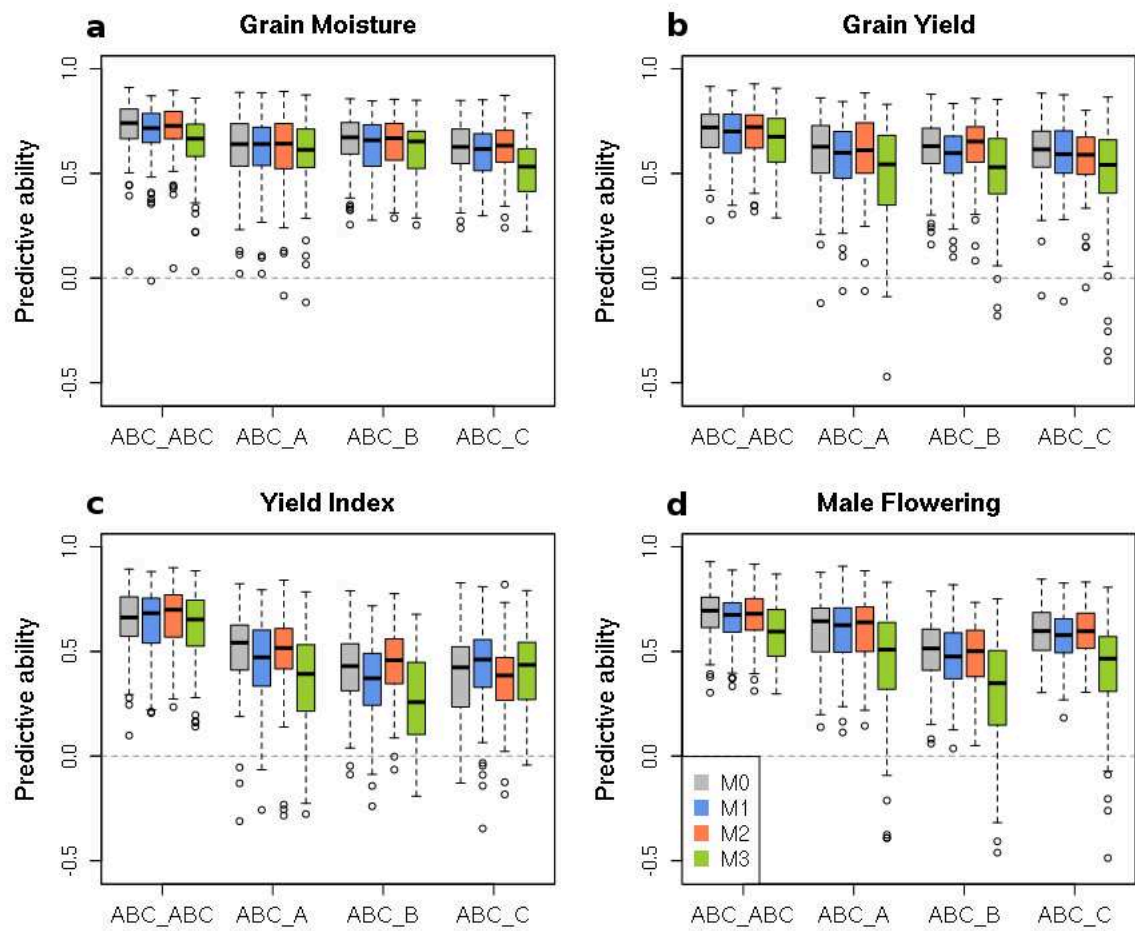 a Grain Moisture
Predictive ability
1.0
0.5
0.0
-0.5
ABC_ABC ABC_A ABC_B ABC_C
b Grain Yield
Predictive ability
1.0
0.5
0.0
-0.5
ABC_ABC ABC_A ABC_B ABC_C
c Yield Index
Predictive ability
1.0
0.5
0.0
-0.5
ABC_ABC ABC_A ABC_B ABC_C
d Male Flowering
Predictive ability
1.0
0.5
0.0
-0.5
M0
M1
M2
M3
ABC_ABC ABC_A ABC_B ABC_C